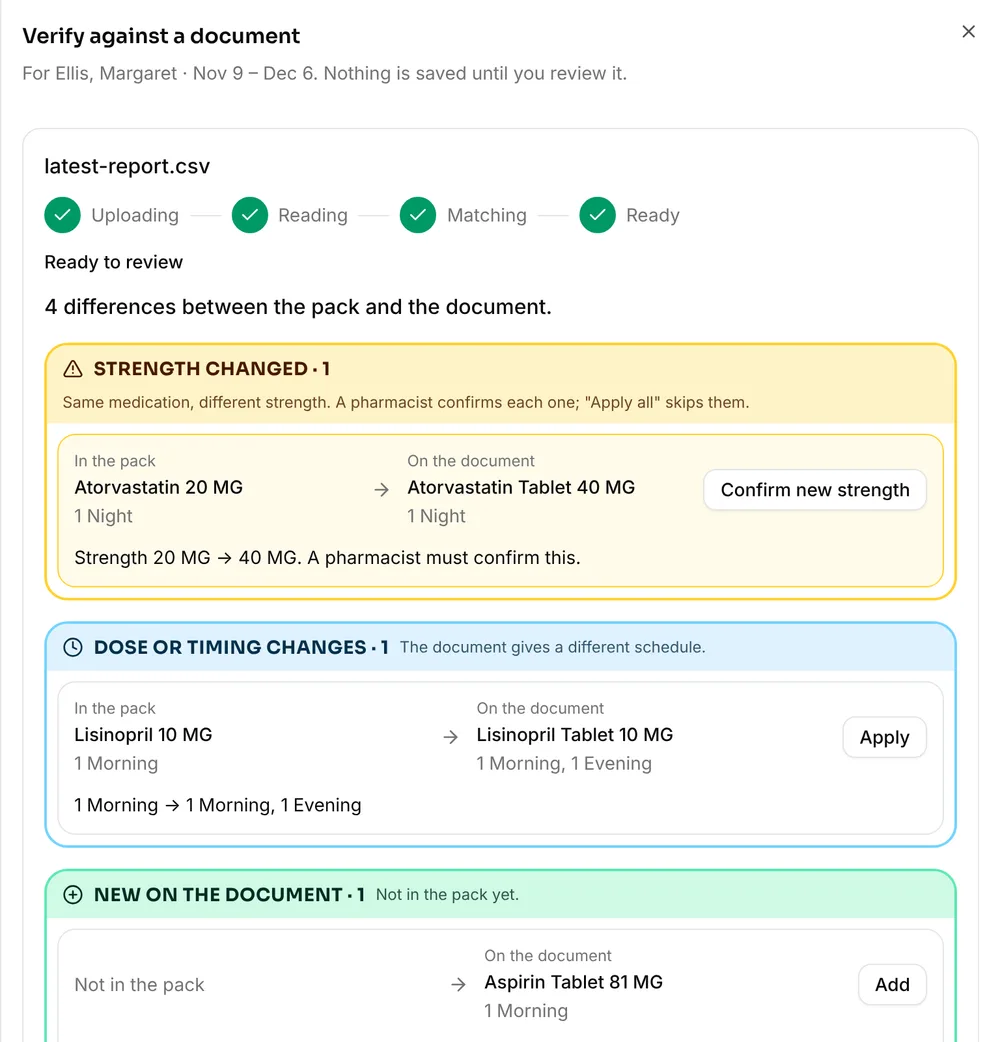 Verify against a document
For Ellis, Margaret · Nov 9 – Dec 6. Nothing is saved until you review it.
latest-report.csv
Uploading
Reading
Matching
Ready
Ready to review
4 differences between the pack and the document.
STRENGTH CHANGED · 1
Same medication, different strength. A pharmacist confirms each one; "Apply all" skips them.
In the pack
Atorvastatin 20 MG
1 Night
→
On the document
Atorvastatin Tablet 40 MG
1 Night
Confirm new strength
Strength 20 MG → 40 MG. A pharmacist must confirm this.
DOSE OR TIMING CHANGES · 1 The document gives a different schedule.
In the pack
Lisinopril 10 MG
1 Morning
→
On the document
Lisinopril Tablet 10 MG
1 Morning, 1 Evening
Apply
1 Morning → 1 Morning, 1 Evening
NEW ON THE DOCUMENT · 1 Not in the pack yet.
Not in the pack
→
On the document
Aspirin Tablet 81 MG
1 Morning
Add